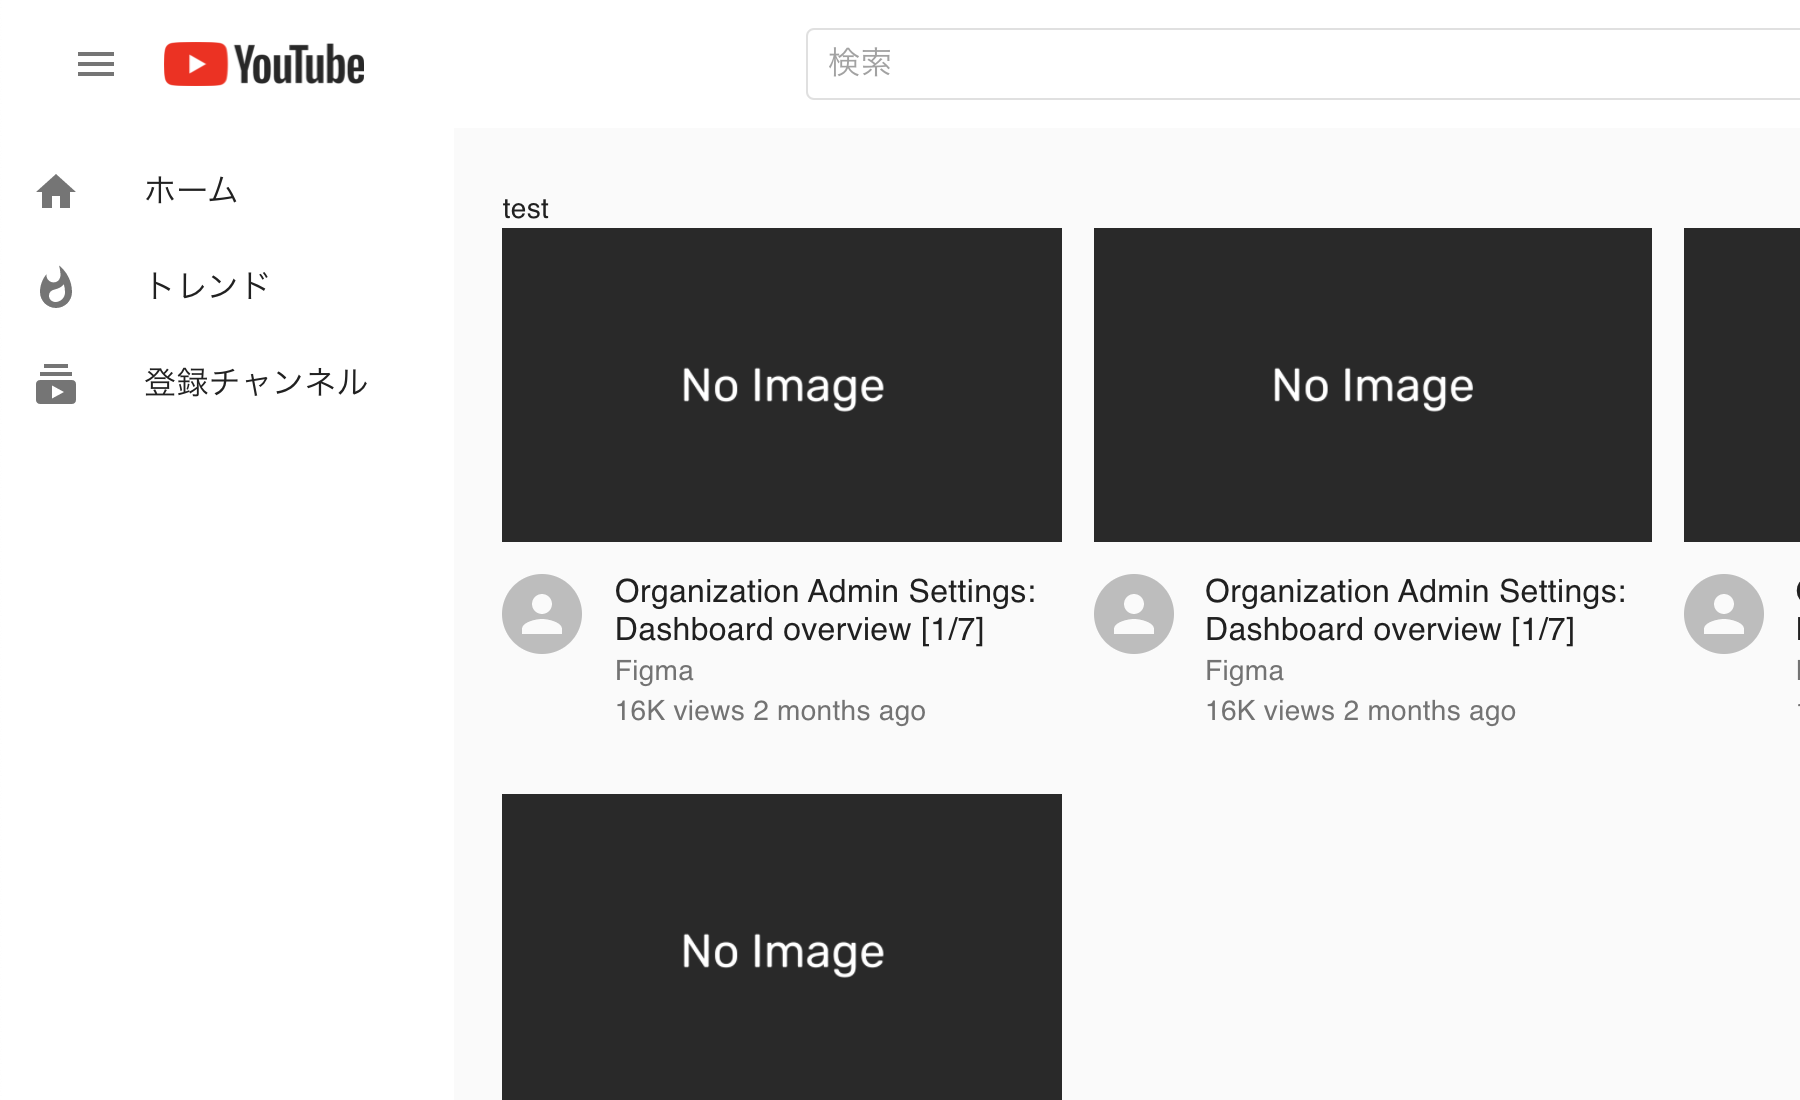 YouTube
検索
ホーム
トレンド
登録チャンネル
test
No Image
No Image
Organization Admin Settings:
Dashboard overview [1/7]
Figma
16K views 2 months ago
Organization Admin Settings:
Dashboard overview [1/7]
Figma
16K views 2 months ago
No Image